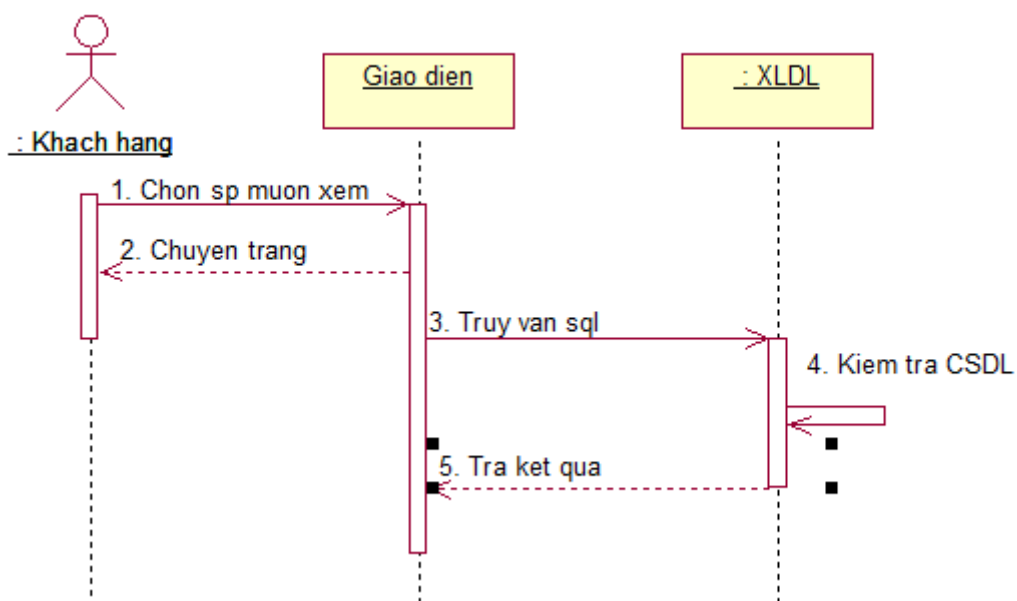 Giao dien
: XLDL
: Khach hang
1. Chon sp muon xem
2. Chuyen trang
3. Truy van sql
4. Kiem tra CSDL
5. Tra ket qua